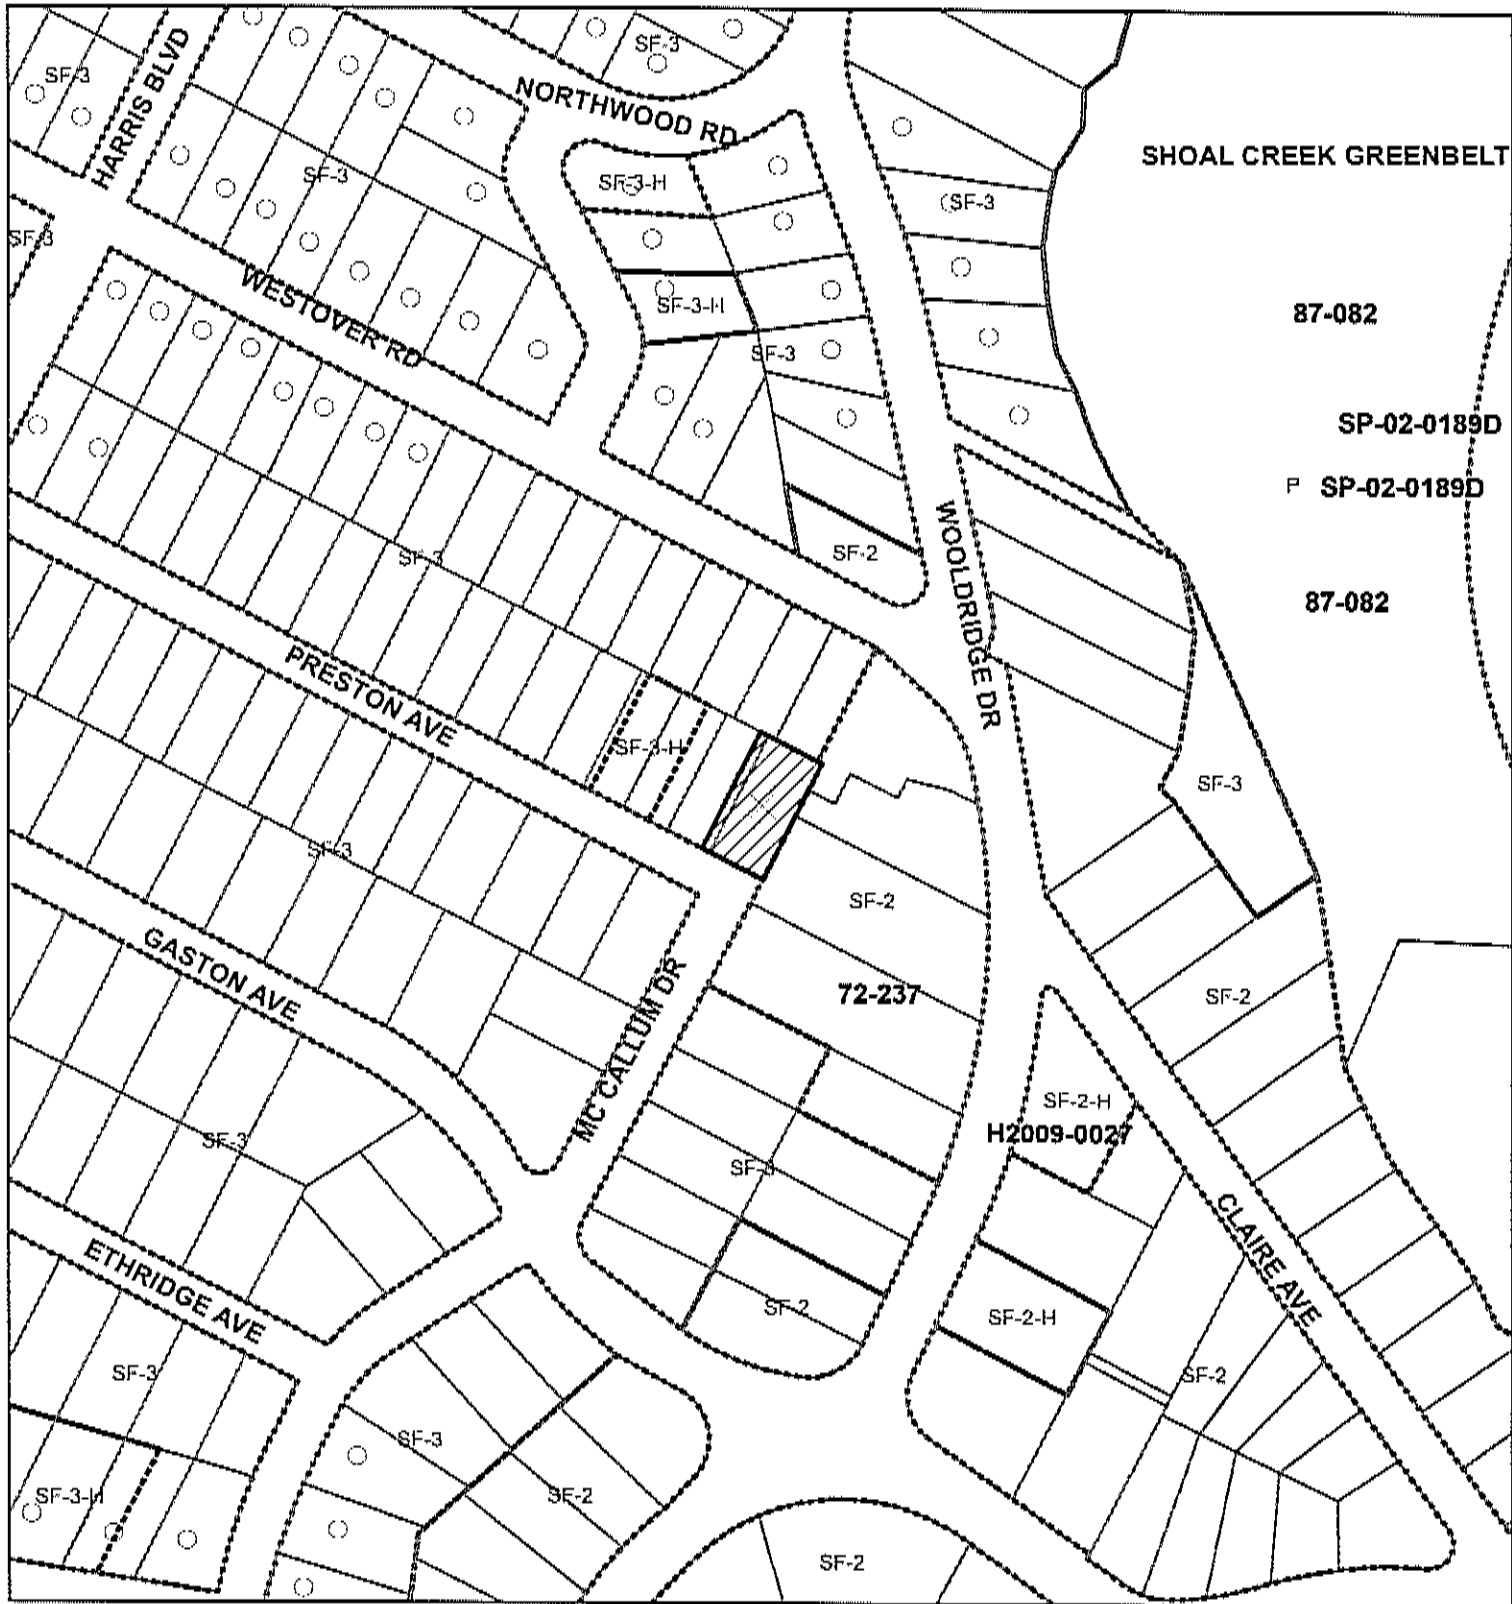 SF-3
SF-3
HARRIS BLVD
NORTHWOOD RD
SHOAL CREEK GREENBELT
SF-3
SF-3-H
SF-3
SF-3
WESTOVER RD
SF-3-H
87-082
SF-3
SP-02-0189D
P SP-02-0189D
SF-3
SF-2
WOOLDRIDGE DR
87-082
PRESTON AVE
SF-3-H
SF-3
SF-3
SF-2
GASTON AVE
72-237
SF-2
MC CALLUM DR
SF-2-H
H2009-0027
SF-3
CLAIRE AVE
ETHRIDGE AVE
SF-2
SF-2-H
SF-3
SF-2
SF-3
SF-3-H
SF-2
SF-2